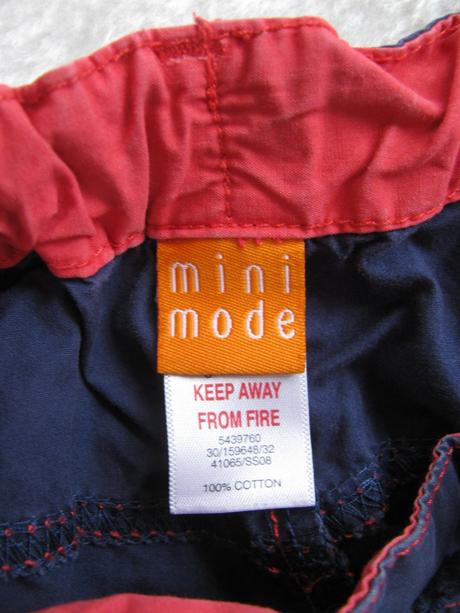 mini
mode
KEEP AWAY
FROM FIRE
5439760
30/159648/32
41065/SS08
100% COTTON